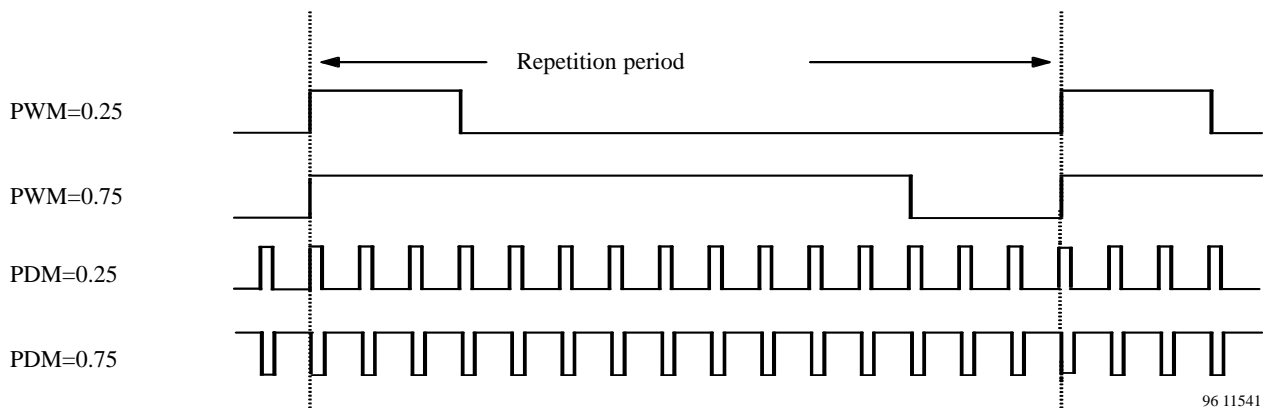 Repetition period
PWM=0.25
PWM=0.75
PDM=0.25
PDM=0.75
96 11541